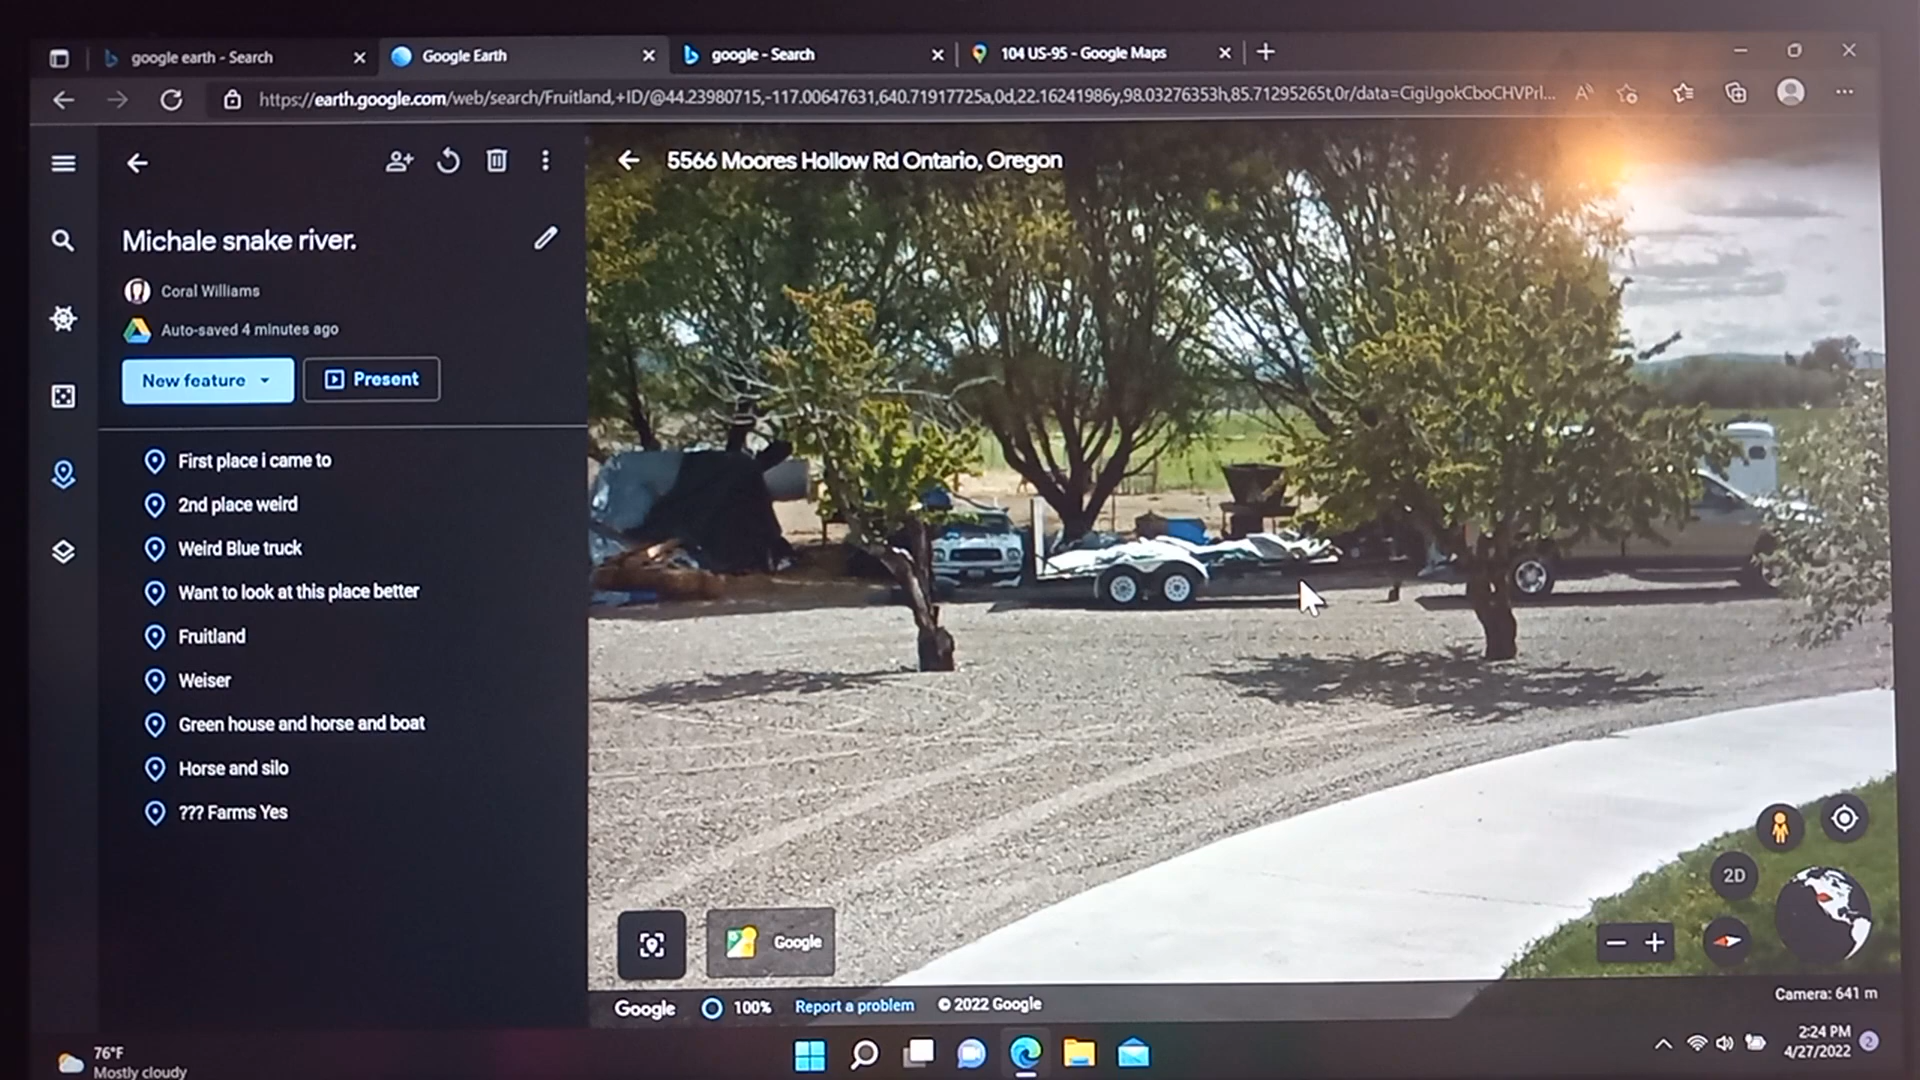 google earth - Search
Google Earth
google - Search
104 US-95 - Google Maps
https://earth.google.com/web/search/Fruitland,+ID/@44.23980715,-117.00647631,640.71917725a,0d,22.16241986y,98.03276353h,85.71295265t,0r/data=CigiJgokCboCHVPrl...
5566 Moores Hollow Rd Ontario, Oregon
Michale snake river.
Coral Williams
Auto-saved 4 minutes ago
New feature
Present
First place i came to
2nd place weird
Weird Blue truck
Want to look at this place better
Fruitland
Weiser
Green house and horse and boat
Horse and silo
??? Farms Yes
2D
Google
Google
100%
Report a problem
© 2022 Google
Camera: 641 m
76°F
Mostly cloudy
2:24 PM
4/27/2022
2